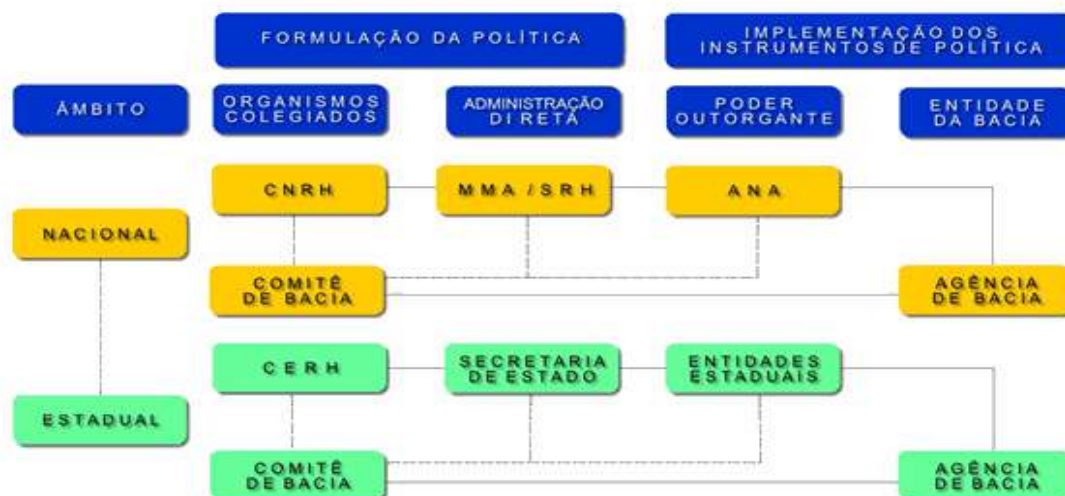 FORMULAÇÃO DA POLÍTICA
IMPLEMENTAÇÃO DOS
INSTRUMENTOS DE POLÍTICA
ÂMBITO
ORGANISMOS
COLEGIADOS
ADMINISTRAÇÃO
DIRETA
PODER
OUTORGANTE
ENTIDADE
DA BACIA
CNRH
MMA / SRH
ANA
NACIONAL
COMITÊ
DE BACIA
AGÊNCIA
DE BACIA
CERH
SECRETARIA
DE ESTADO
ENTIDADES
ESTADUAIS
ESTADUAL
COMITÊ
DE BACIA
AGÊNCIA
DE BACIA